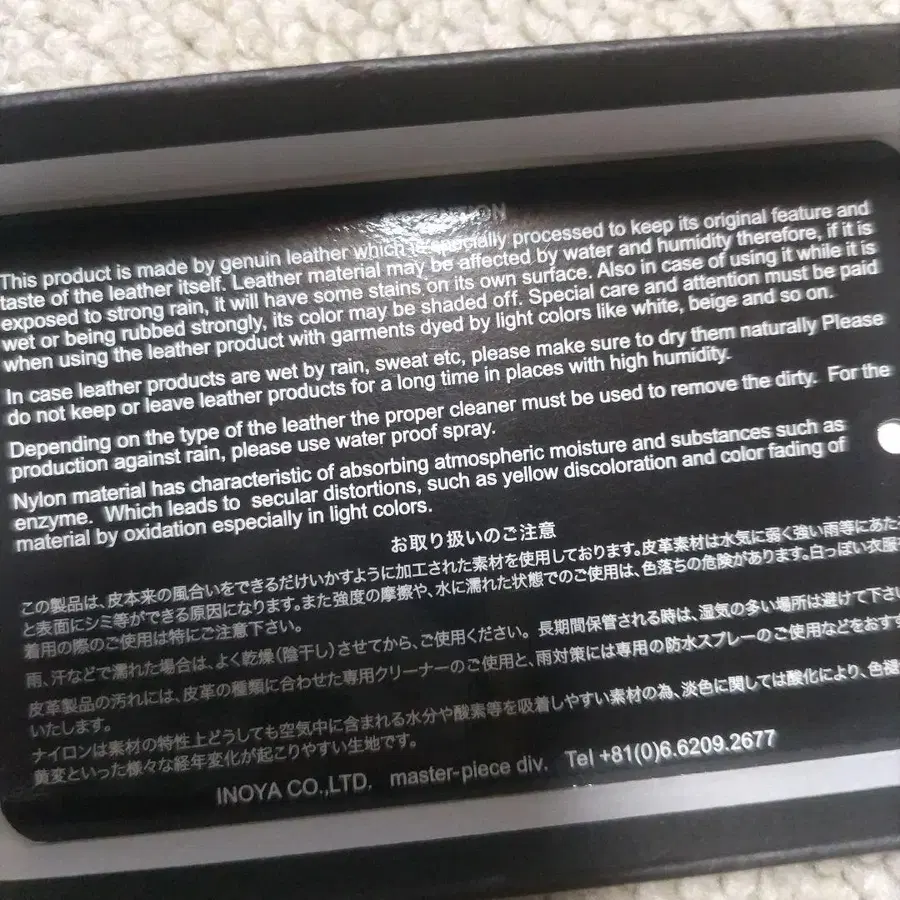 This product is made by genuin leather which is specially processed to keep its original feature and
taste of the leather itself. Leather material may be affected by water and humidity therefore, if it is
exposed to strong rain, it will have some stains on its own surface. Also in case of using it while it is
wet or being rubbed strongly, its color may be shaded off. Special care and attention must be paid
when using the leather product with garments dyed by light colors like white, beige and so on.
In case leather products are wet by rain, sweat etc, please make sure to dry them naturally Please
do not keep or leave leather products for a long time in places with high humidity.
Depending on the type of the leather the proper cleaner must be used to remove the dirty. For the
production against rain, please use water proof spray.
Nylon material has characteristic of absorbing atmospheric moisture and substances such as
enzyme. Which leads to secular distortions, such as yellow discoloration and color fading of
material by oxidation especially in light colors.
お取り扱いのご注意
この製品は、皮本来の風合いをできるだけいかすように加工された素材を使用しております。皮革素材は水気に弱く強い雨等にあた
と表面にシミ等ができる原因になります。また強度の摩擦や、水に濡れた状態でのご使用は、色落ちの危険があります。白っぽい衣服
着用の際のご使用は特にご注意下さい。
雨、汗などで濡れた場合は、よく乾燥(陰干し)させてから、ご使用ください。長期間保管される時は、湿気の多い場所は避けて下さ
皮革製品の汚れには、皮革の種類に合わせた専用クリーナーのご使用と、雨対策には専用の防水スプレーのご使用などをおす
いたします。
ナイロンは素材の特性上どうしても空気中に含まれる水分や酸素等を吸着しやすい素材の為、淡色に関しては酸化により、色褪
黄変といった様々な経年変化が起こりやすい生地です。
INOYA CO.,LTD. master-piece div. Tel +81(0)6.6209.2677